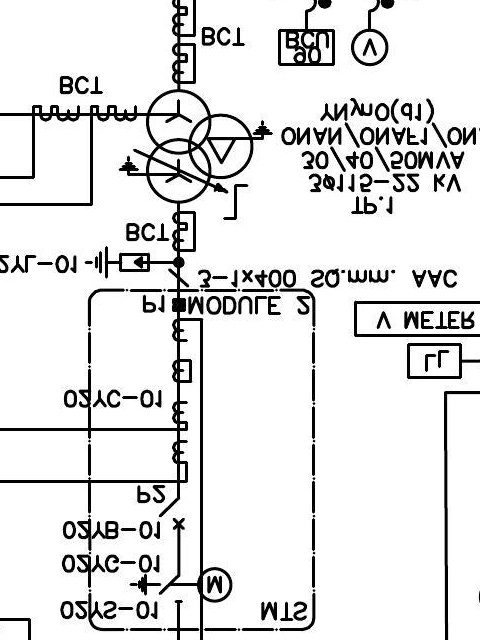 02YS-01
MTS
02YG-01
M
02YB-01
P2
02YC-01
LL
V METER
P1
MODULE 2
3-1x400 SQ.mm. AAC
2YL-01
BCT
TP.1
3ø115-22 kV
30/40/50MVA
ONAN/ONAF1/ON
YNyn0(d1)
BCT
BCT
90
BCU
V